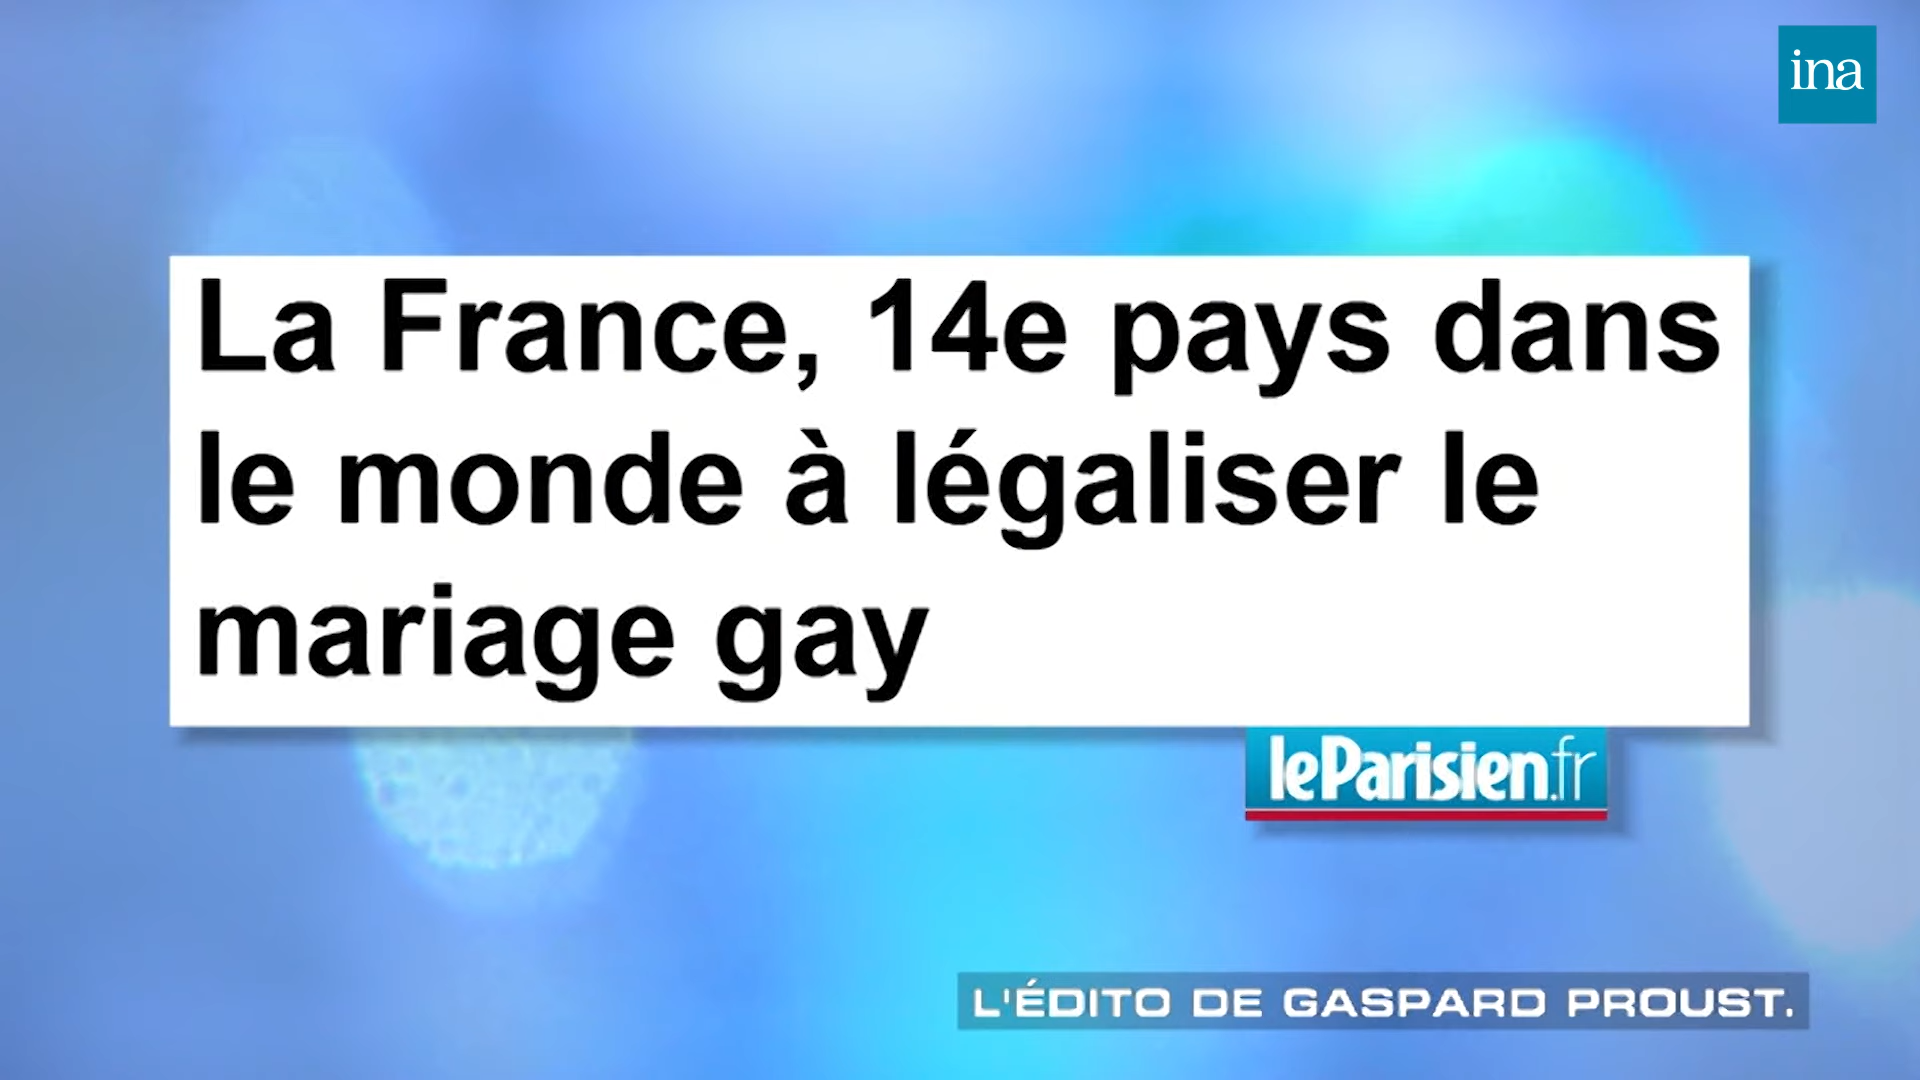 ina
La France, 14e pays dans
le monde à légaliser le
mariage gay
leParisien.fr
L'ÉDITO DE GASPARD PROUST.